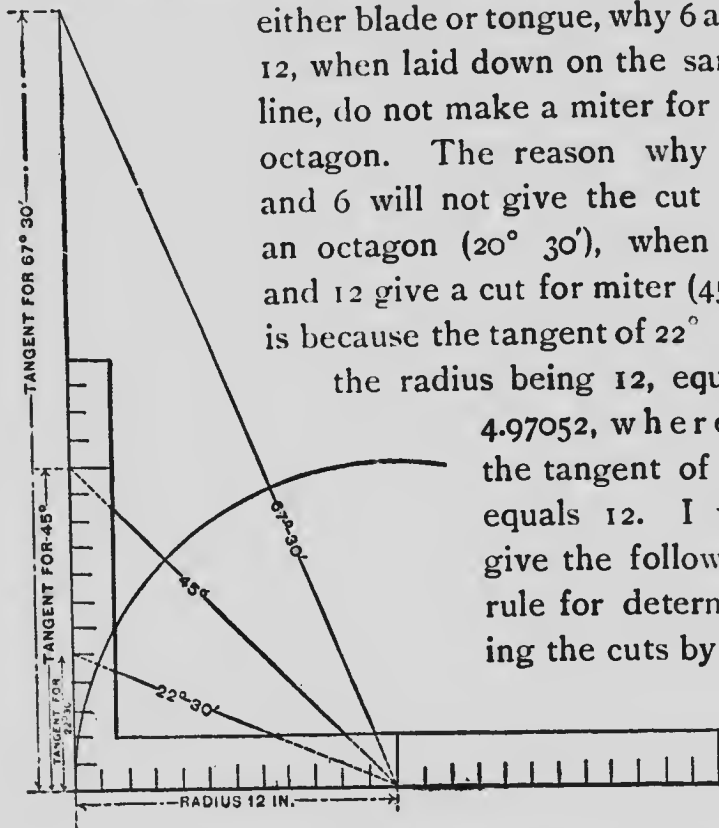 either blade or tongue, why 6 a
12, when laid down on the sa
line, do not make a miter for
octagon. The reason why
and 6 will not give the cut
an octagon (20° 30′), when
and 12 give a cut for miter (45
is because the tangent of 22°
the radius being 12, equ
4.97052, where
the tangent of
equals 12. I
give the follow
rule for determ
ing the cuts by
TANGENT FOR 67° 30′
TANGENT FOR 45°
TANGENT FOR
22° 30′
67°-30′
45°
22°-30′
RADIUS 12 IN.